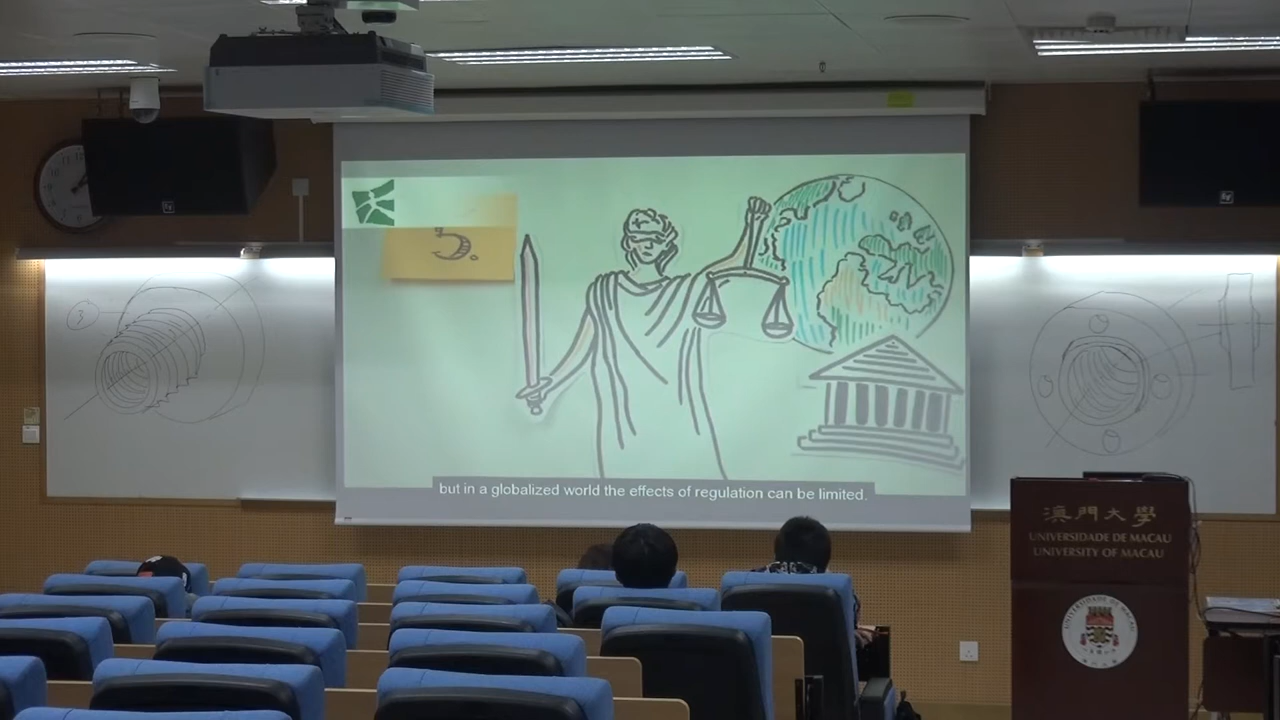 5.
but in a globalized world the effects of regulation can be limited.
3
澳門大學
UNIVERSIDADE DE MACAU
UNIVERSITY OF MACAU